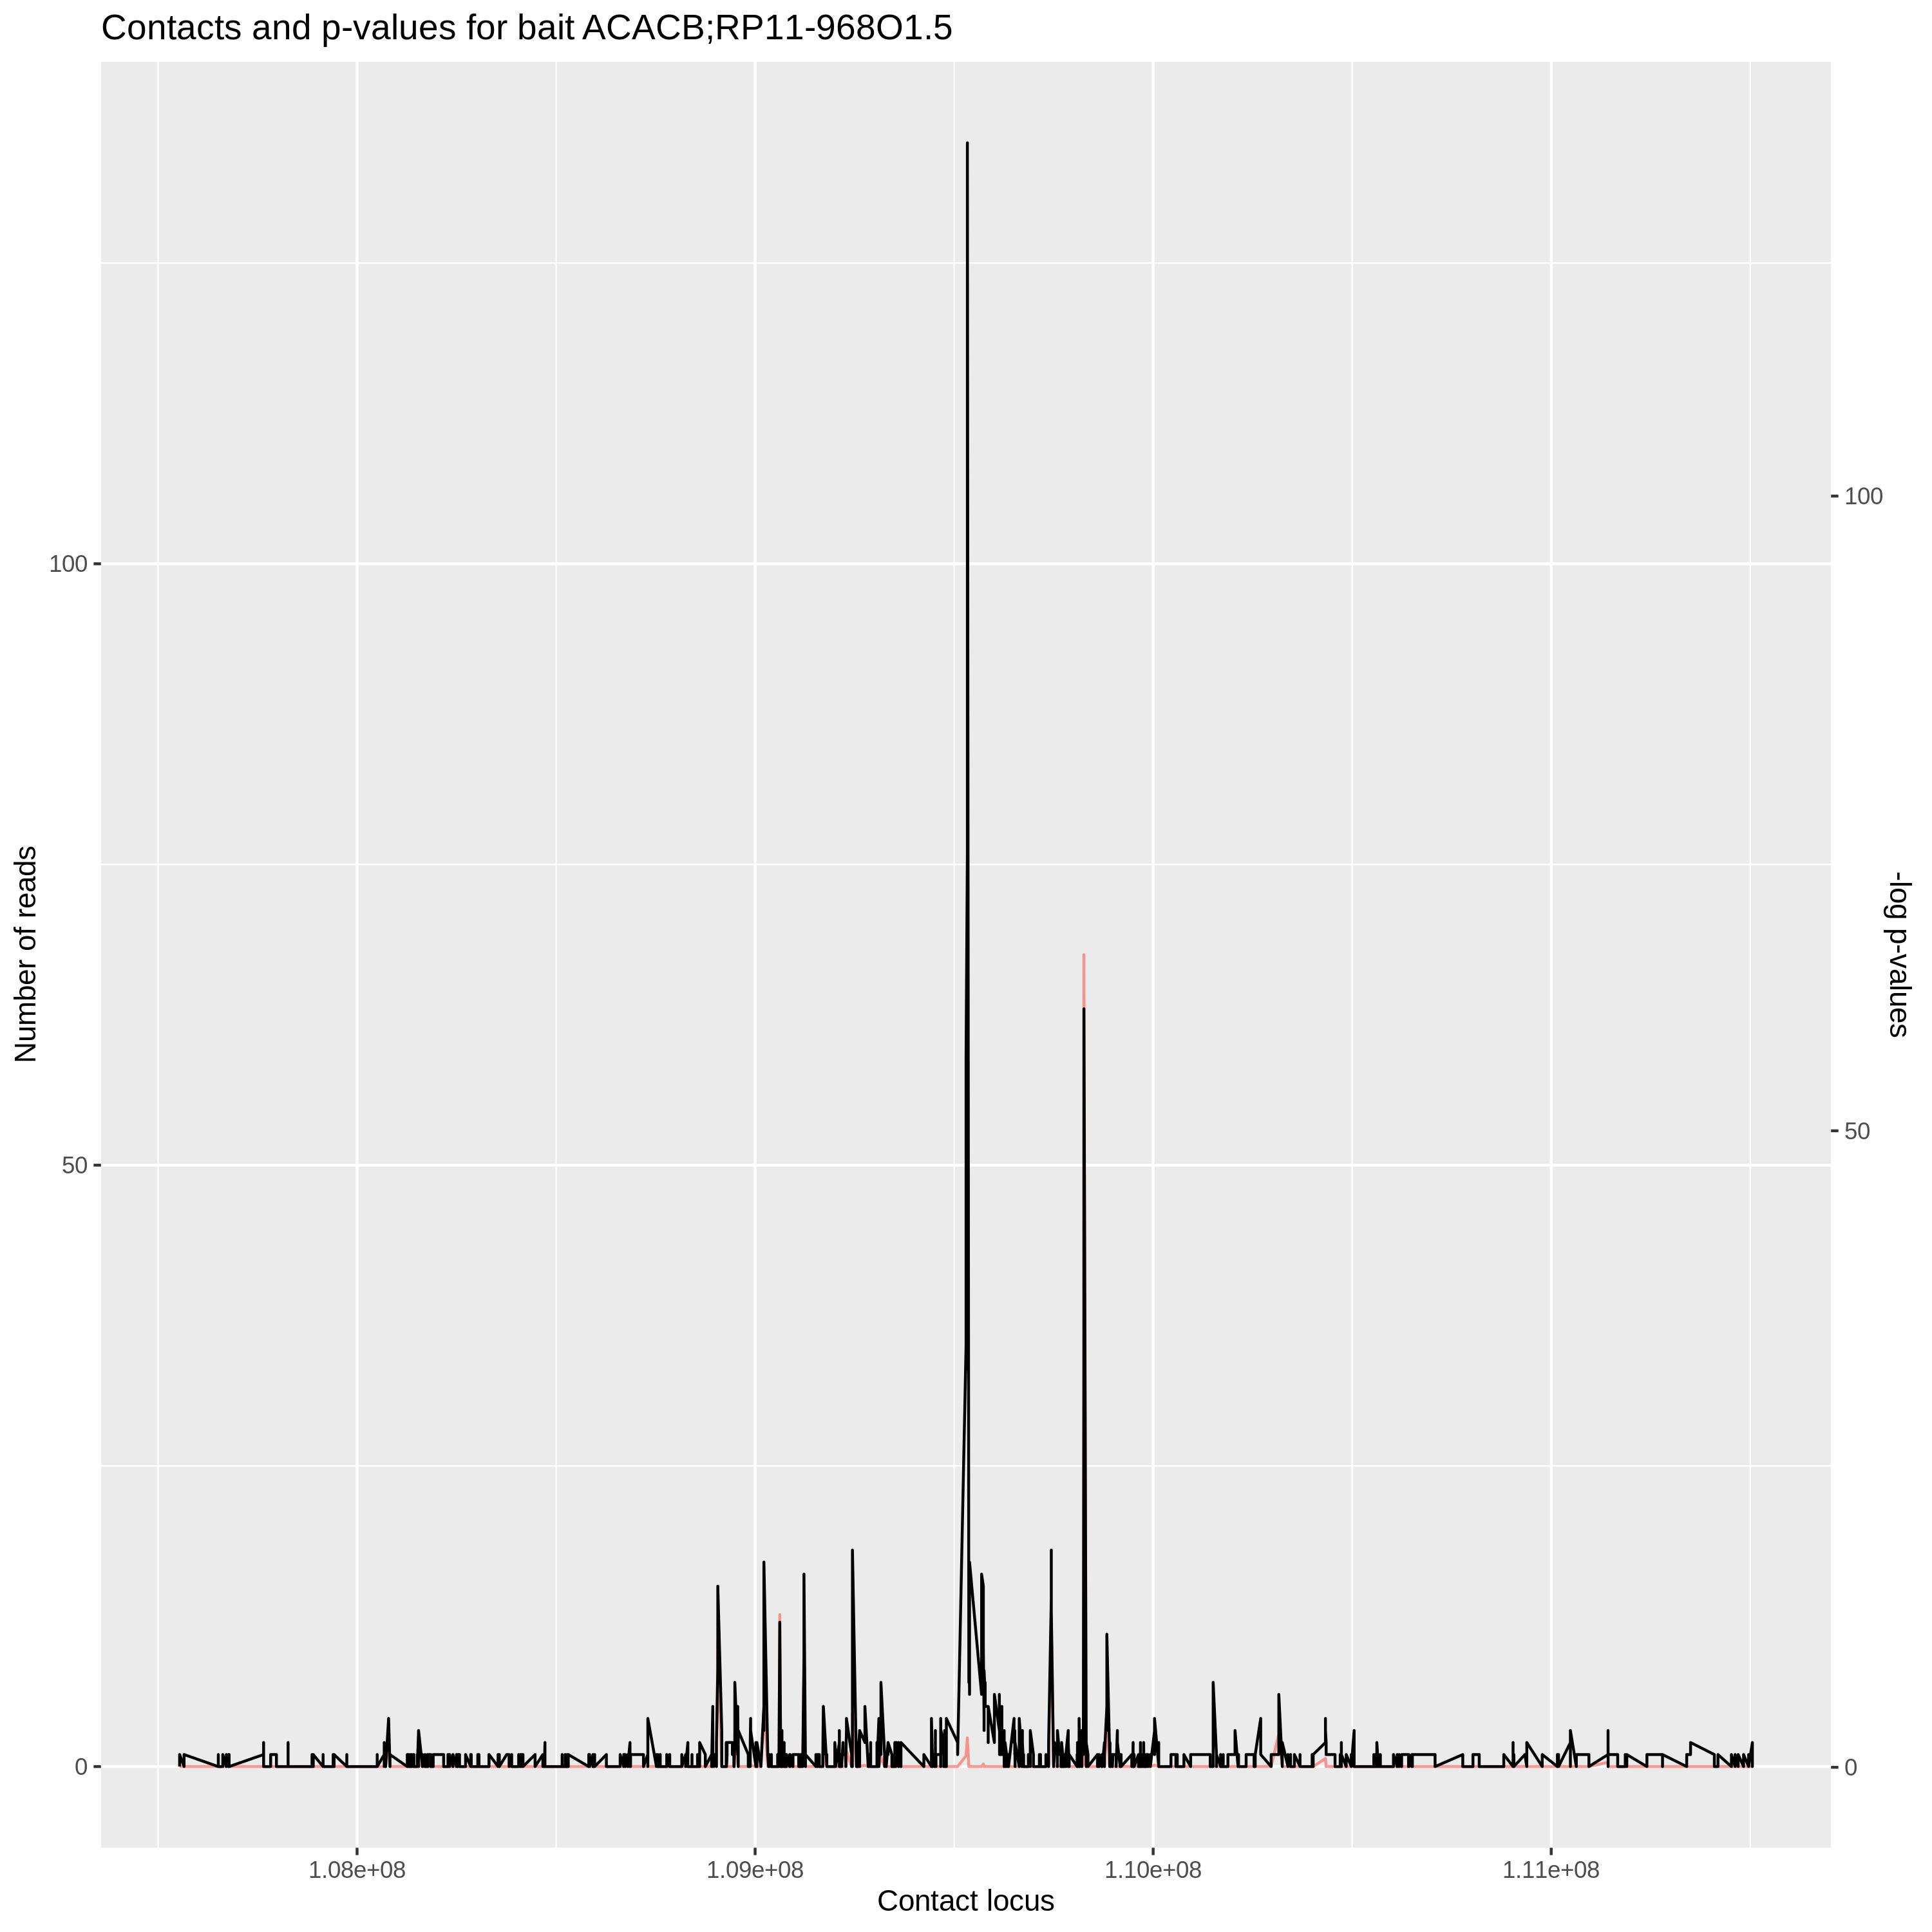 Contacts and p-values for bait ACACB;RP11-968O1.5
100
50
0
Number of reads
100
50
0
-log p-values
1.08e+08
1.09e+08
1.10e+08
1.11e+08
Contact locus